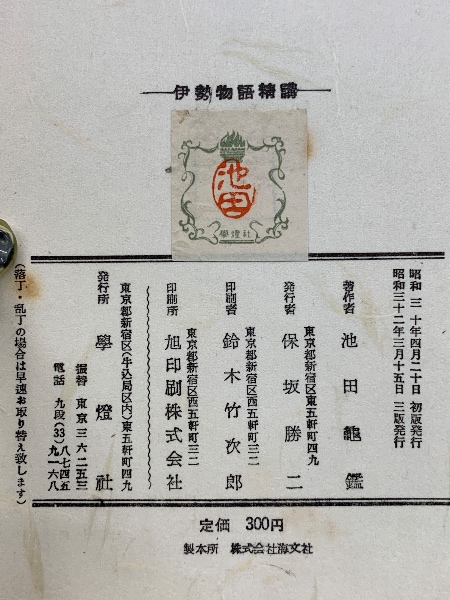 伊勢物語精講
池田
學燈社
昭和三十年四月二十日 初版発行
昭和三十二年三月十五日 三版発行
著作者 池田龜鑑
東京都新宿区東五軒町四九
発行者 保坂勝二
東京都新宿区西五軒町三二
印刷者 鈴木竹次郎
東京都新宿区西五軒町三二
印刷所 旭印刷株式会社
東京都新宿区(牛込局区内)東五軒町四九
発行所 學燈社
振替 東京三六二五三
電話 九段(33)八七四五
九一六八
(落丁・乱丁の場合は早速お取り替え致します)
定価 300円
製本所 株式会社海文社